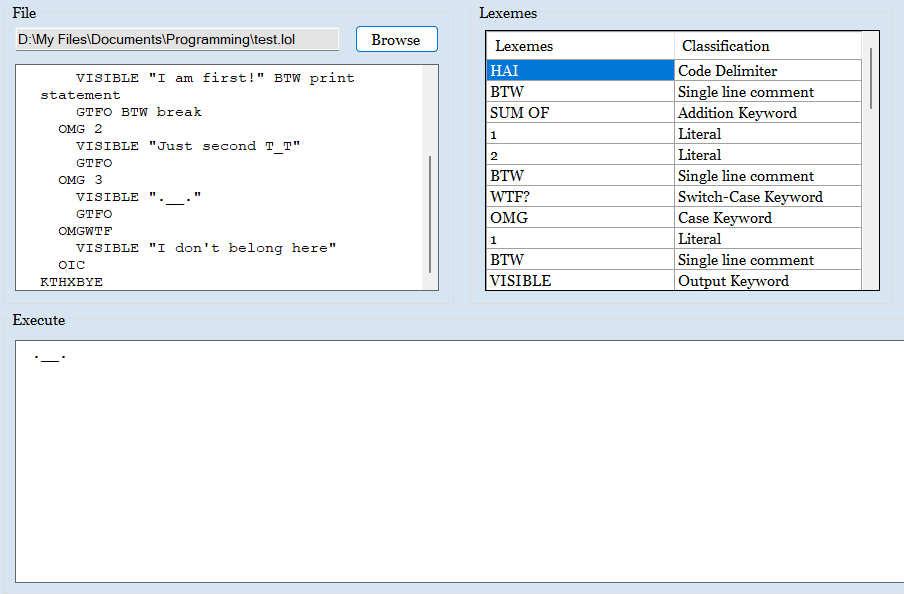 File
D:\My Files\Documents\Programming\test.lol
Browse
VISIBLE "I am first!" BTW print
statement
GTFO BTW break
OMG 2
VISIBLE "Just second T_T"
GTFO
OMG 3
VISIBLE ".__."
GTFO
OMGWTF
VISIBLE "I don't belong here"
OIC
KTHXBYE
Lexemes
Lexemes Classification
HAI Code Delimiter
BTW Single line comment
SUM OF Addition Keyword
1 Literal
2 Literal
BTW Single line comment
WTF? Switch-Case Keyword
OMG Case Keyword
1 Literal
BTW Single line comment
VISIBLE Output Keyword
Execute
.__.